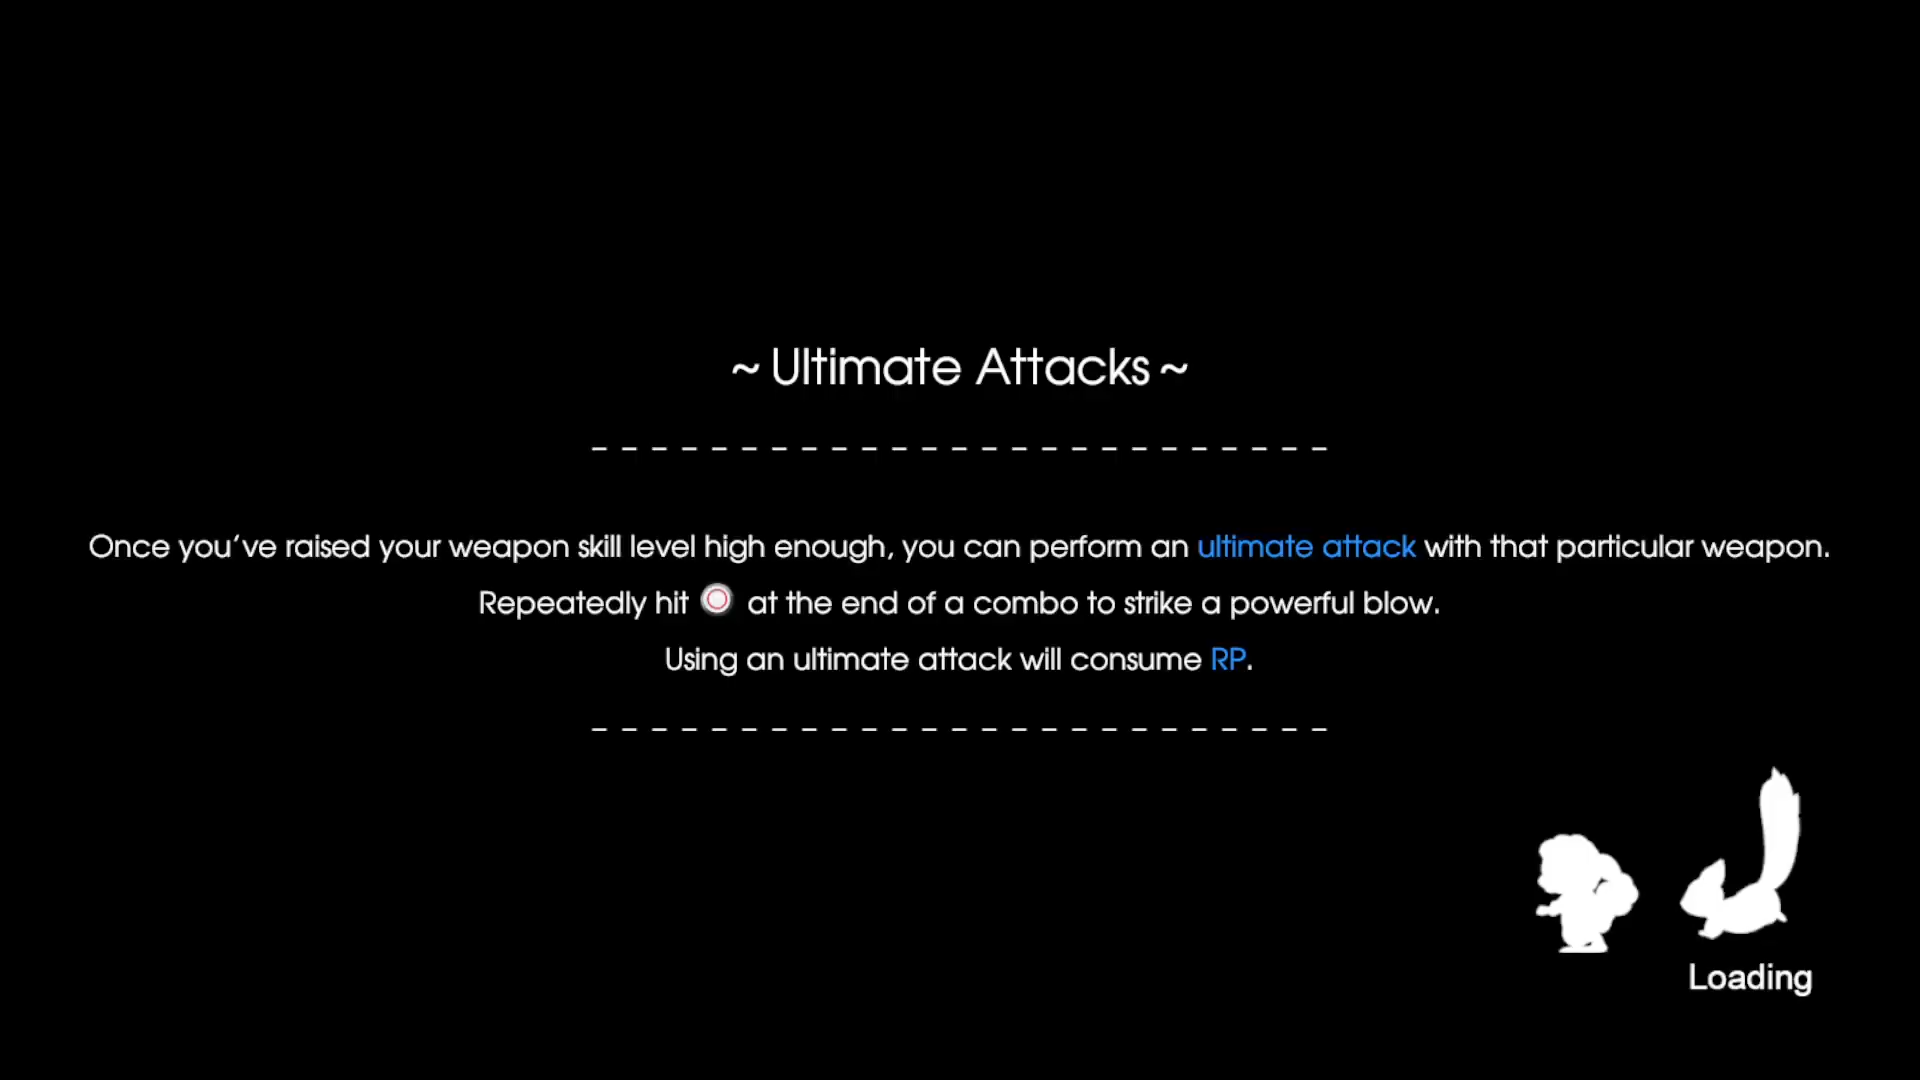 ~ Ultimate Attacks ~
- - - - - - - - - - - - - - - - - - - - - - - - -
Once you've raised your weapon skill level high enough, you can perform an ultimate attack with that particular weapon.
Repeatedly hit at the end of a combo to strike a powerful blow.
Using an ultimate attack will consume RP.
- - - - - - - - - - - - - - - - - - - - - - - - -
Loading